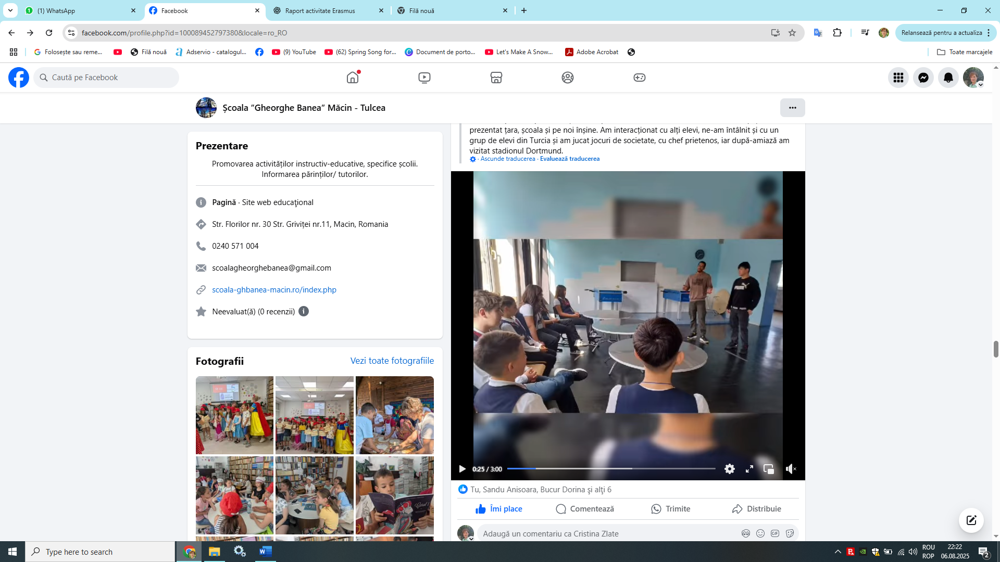 (1) WhatsApp
Facebook
Raport activitate Erasmus
Filă nouă
facebook.com/profile.php?id=100089452797380&locale=ro_RO
Relansează pentru a actualiza
Folosește sau reme...
Filă nouă
Adservio - catalogul...
(9) YouTube
(62) Spring Song for...
Document de porto...
Let's Make A Snow...
Adobe Acrobat
Toate marcajele
Caută pe Facebook
Școala ”Gheorghe Banea” Măcin - Tulcea
Prezentare
Promovarea activităților instructiv-educative, specifice școlii.
Informarea părinților/ tutorilor.
Pagină · Site web educaţional
Str. Florilor nr. 30 Str. Griviței nr.11, Macin, Romania
0240 571 004
scoalagheorghebanea@gmail.com
scoala-ghbanea-macin.ro/index.php
Neevaluat(ă) (0 recenzii)
Fotografii
Vezi toate fotografiile
prezentat țara, școala și pe noi înșine. Am interacționat cu alți elevi, ne-am întâlnit și cu un
grup de elevi din Turcia și am jucat jocuri de societate, cu chef prietenos, iar după-amiază am
vizitat stadionul Dortmund.
· Ascunde traducerea · Evaluează traducerea
0:25 / 3:00
Tu, Sandu Anisoara, Bucur Dorina şi alţi 6
Îmi place
Comentează
Trimite
Distribuie
Adaugă un comentariu ca Cristina Zlate
GIF
Type here to search
ROU
ROP
22:22
06.08.2025
2